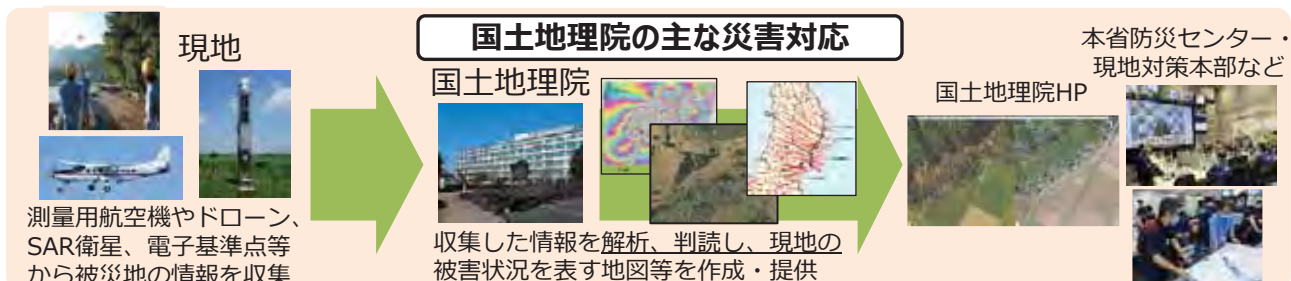 国土地理院の主な災害対応
現地
測量用航空機やドローン、
SAR衛星、電子基準点等
から被災地の情報を収集
国土地理院
収集した情報を解析、判読し、現地の
被害状況を表す地図等を作成・提供
国土地理院HP
本省防災センター・
現地対策本部など